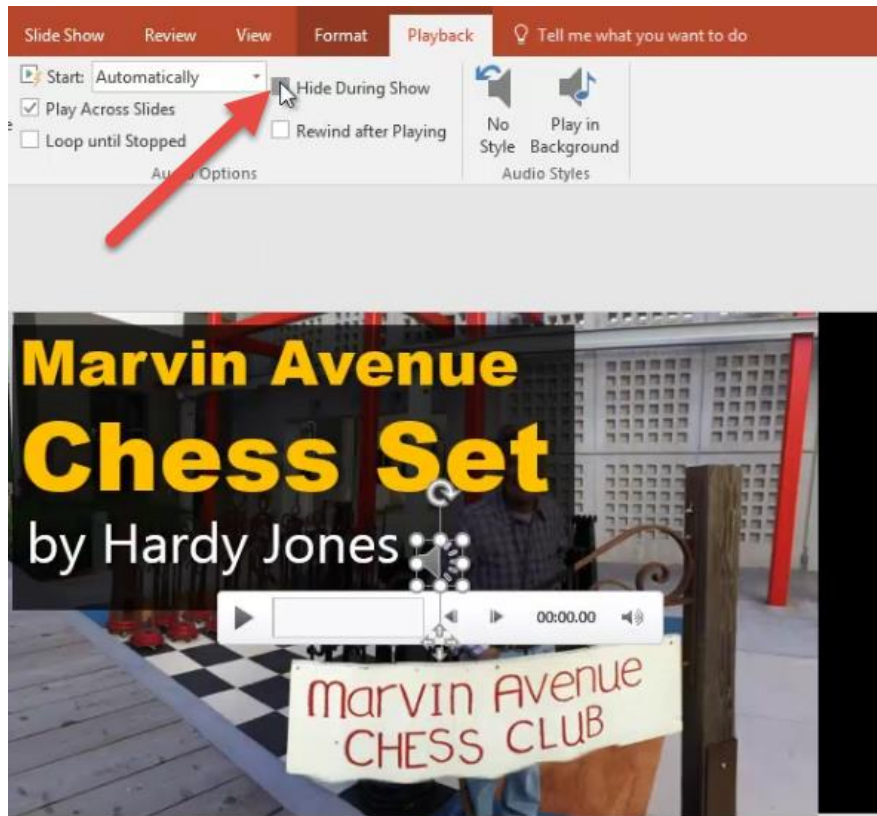 Slide Show Review View Format Playback Tell me what you want to do
Start: Automatically Hide During Show
Play Across Slides
Loop until Stopped Rewind after Playing
No Style
Play in Background
Audio Options Audio Styles
Marvin Avenue
Chess Set
by Hardy Jones
00:00.00
Marvin Avenue
CHESS CLUB